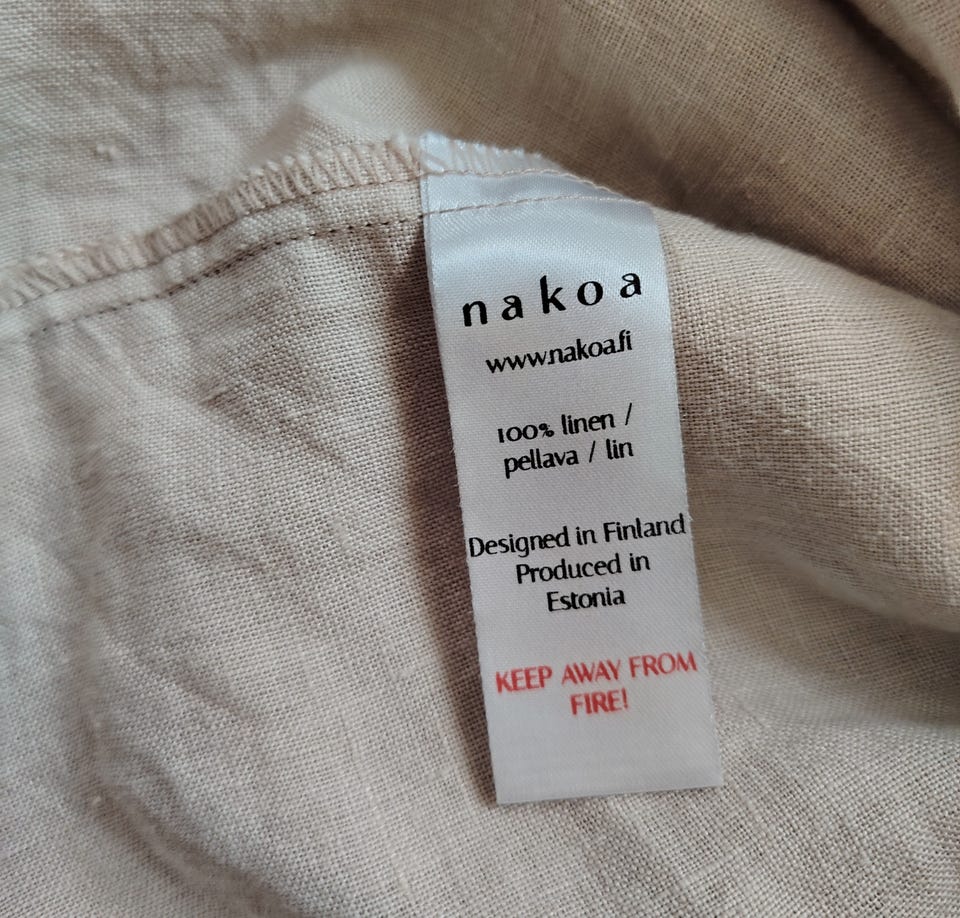 nakoa
www.nakoa.fi
100% linen /
pellava / lin
Designed in Finland
Produced in
Estonia
KEEP AWAY FROM
FIRE!